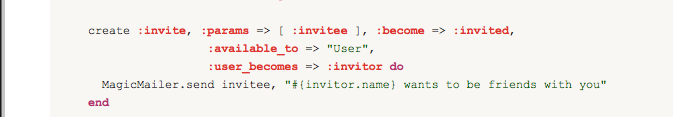 create :invite, :params => [ :invitee ], :become => :invited,
:available_to => "User",
:user_becomes => :invitor do
MagicMailer.send invitee, "#{invitor.name} wants to be friends with you"
end